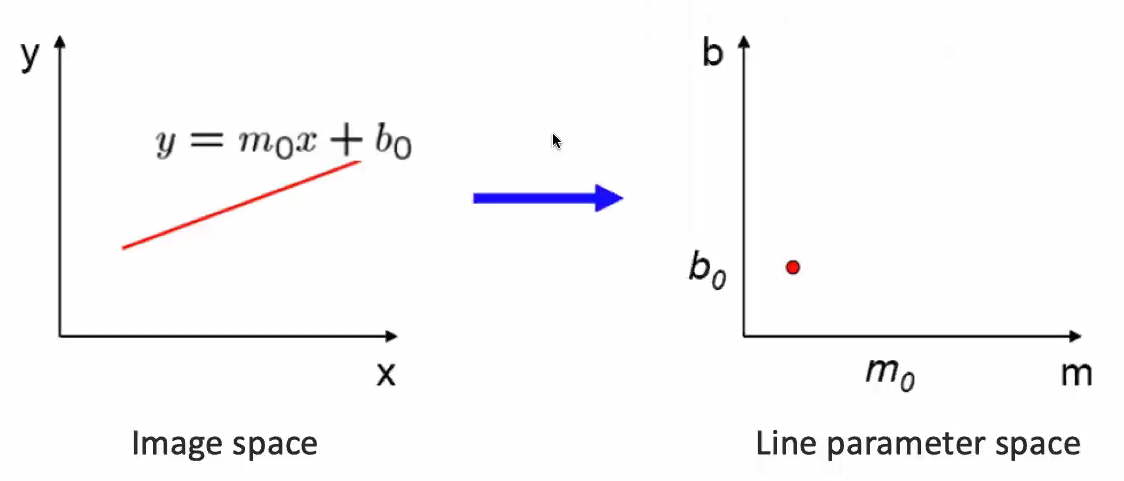 y
y = m₀x + b₀
x
Image space
b
b₀
m₀
m
Line parameter space